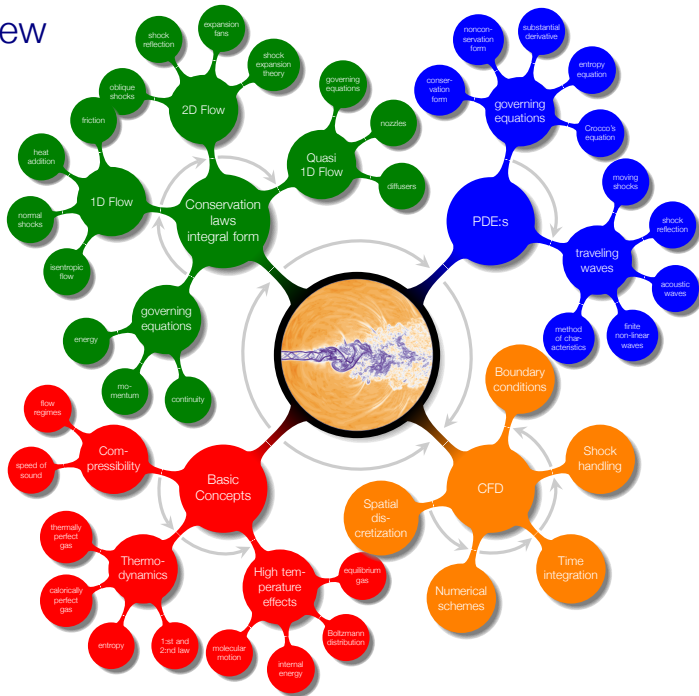 ew
expansion
fans
shock
reflection
shock
expansion
theory
oblique
shocks
2D Flow
friction
heat
addition
1D Flow
normal
shocks
isentropic
flow
governing
equations
nozzles
Quasi
1D Flow
diffusers
Conservation
laws
integral form
governing
equations
energy
mo-
mentum
continuity
substantial
derivative
noncon-
servation
form
entropy
equation
conser-
vation
form
governing
equations
Crocco's
equation
PDE:s
moving
shocks
shock
reflection
traveling
waves
acoustic
waves
method
of char-
acteristics
finite
non-linear
waves
flow
regimes
Com-
pressibility
speed of
sound
Basic
Concepts
thermally
perfect
gas
Thermo-
dynamics
calorically
perfect
gas
entropy
1:st and
2:nd law
High tem-
perature
effects
equilibrium
gas
Boltzmann
distribution
molecular
motion
internal
energy
Boundary
conditions
Shock
handling
CFD
Spatial
dis-
cretization
Time
integration
Numerical
schemes